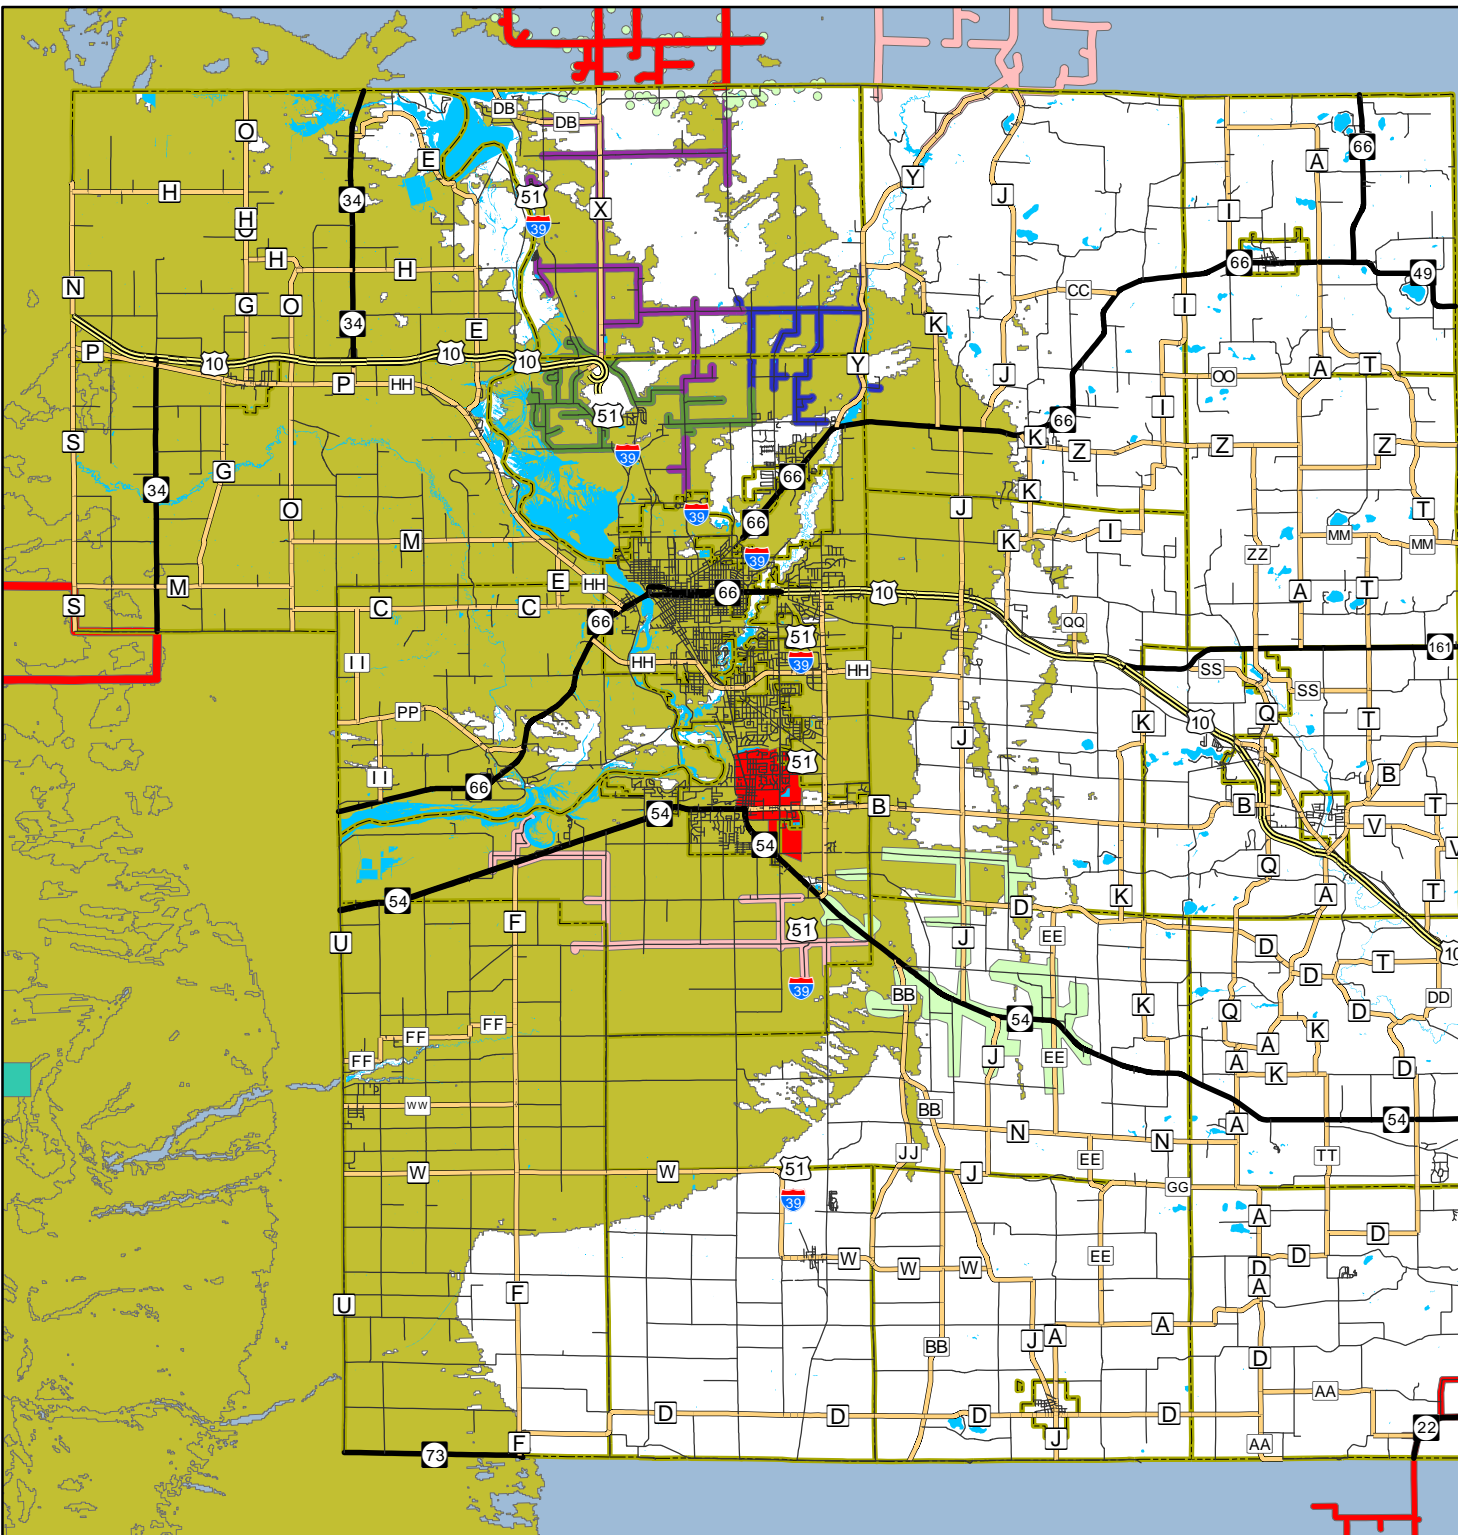 DB
DB
O
66
E
A
66
Y
H
34
51
J
X
I
H
O
39
H
H
66
49
N
CC
G
O
I
34
K
E
P
10
10
10
Y
A
T
P
HH
J
OO
51
I
66
K
S
Z
Z
Z
39
G
66
34
K
O
J
T
39
66
K
I
MM
M
K
MM
39
ZZ
E
HH
M
66
10
A
T
S
C
C
66
QQ
51
161
II
HH
39
HH
SS
SS
PP
K
Q
10
T
J
II
51
B
66
54
B
B
T
V
54
V
Q
54
K
A
T
D
F
51
U
J
EE
D
10
T
D
39
BB
DD
K
Q
D
54
FF
FF
K
A
FF
J
EE
A
K
D
WW
BB
A
54
N
N
JJ
TT
EE
W
W
51
J
GG
39
A
D
W
EE
D
W
W
D
A
F
U
A
J
A
BB
D
AA
D
D
D
D
22
J
F
AA
73